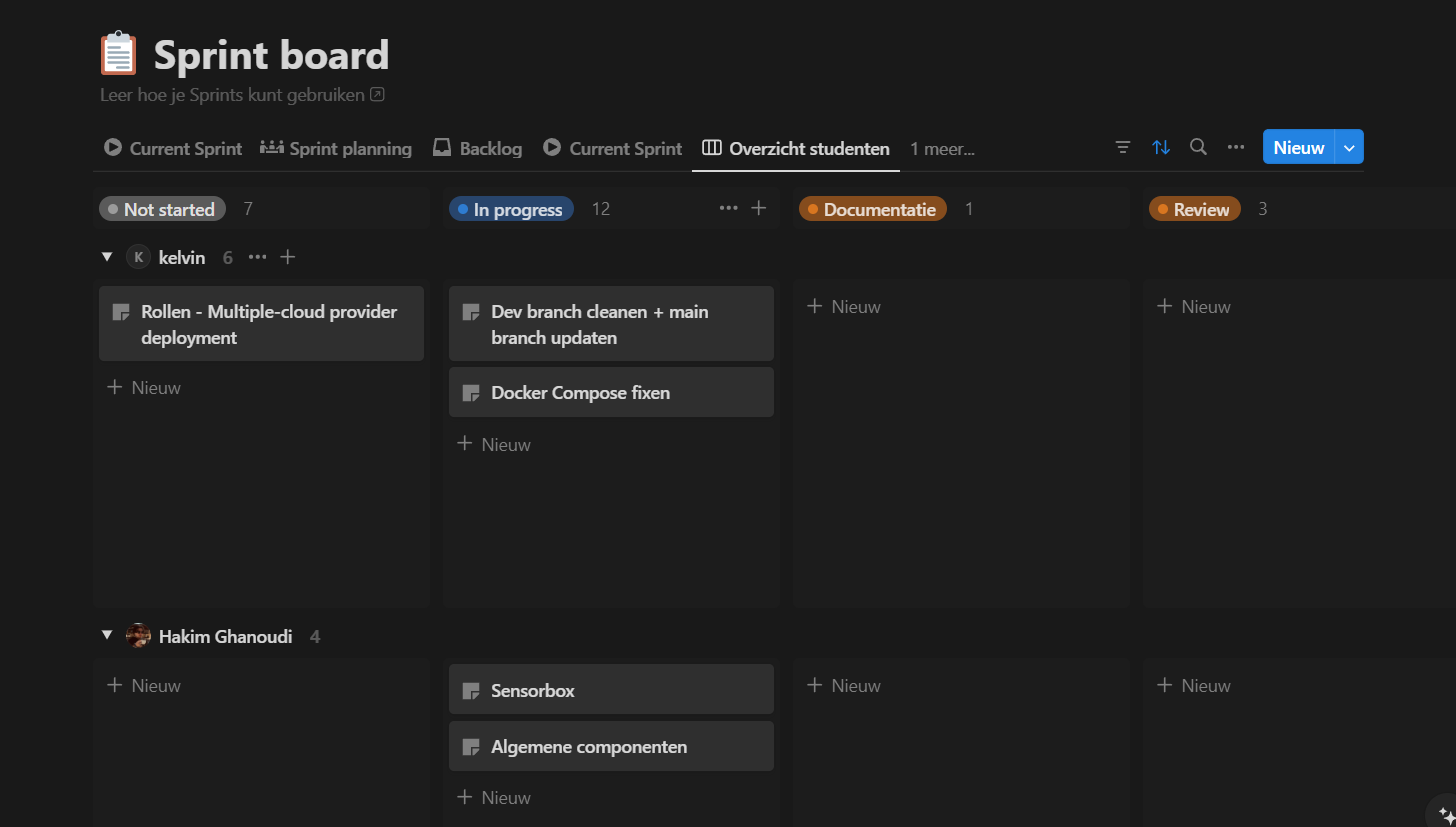 Sprint board
Leer hoe je Sprints kunt gebruiken
Current Sprint
Sprint planning
Backlog
Current Sprint
Overzicht studenten
1 meer...
Nieuw
Not started 7
In progress 12
Documentatie 1
Review 3
K kelvin 6
Rollen - Multiple-cloud provider
deployment
Nieuw
Dev branch cleanen + main
branch updaten
Docker Compose fixen
Nieuw
Nieuw
Nieuw
Hakim Ghanoudi 4
Nieuw
Sensorbox
Algemene componenten
Nieuw
Nieuw
Nieuw